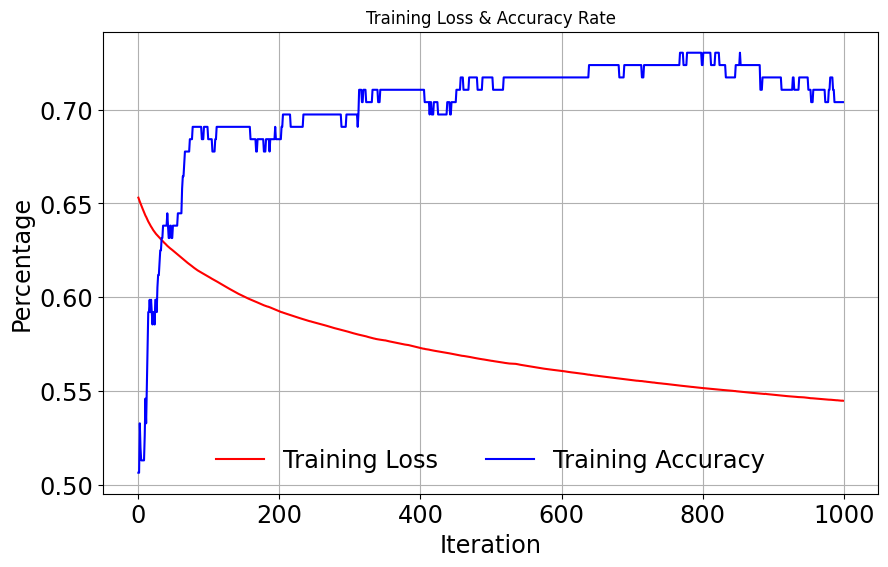 Training Loss & Accuracy Rate
Percentage
0.70
0.65
0.60
0.55
0.50
Training Loss
Training Accuracy
0 200 400 600 800 1000
Iteration